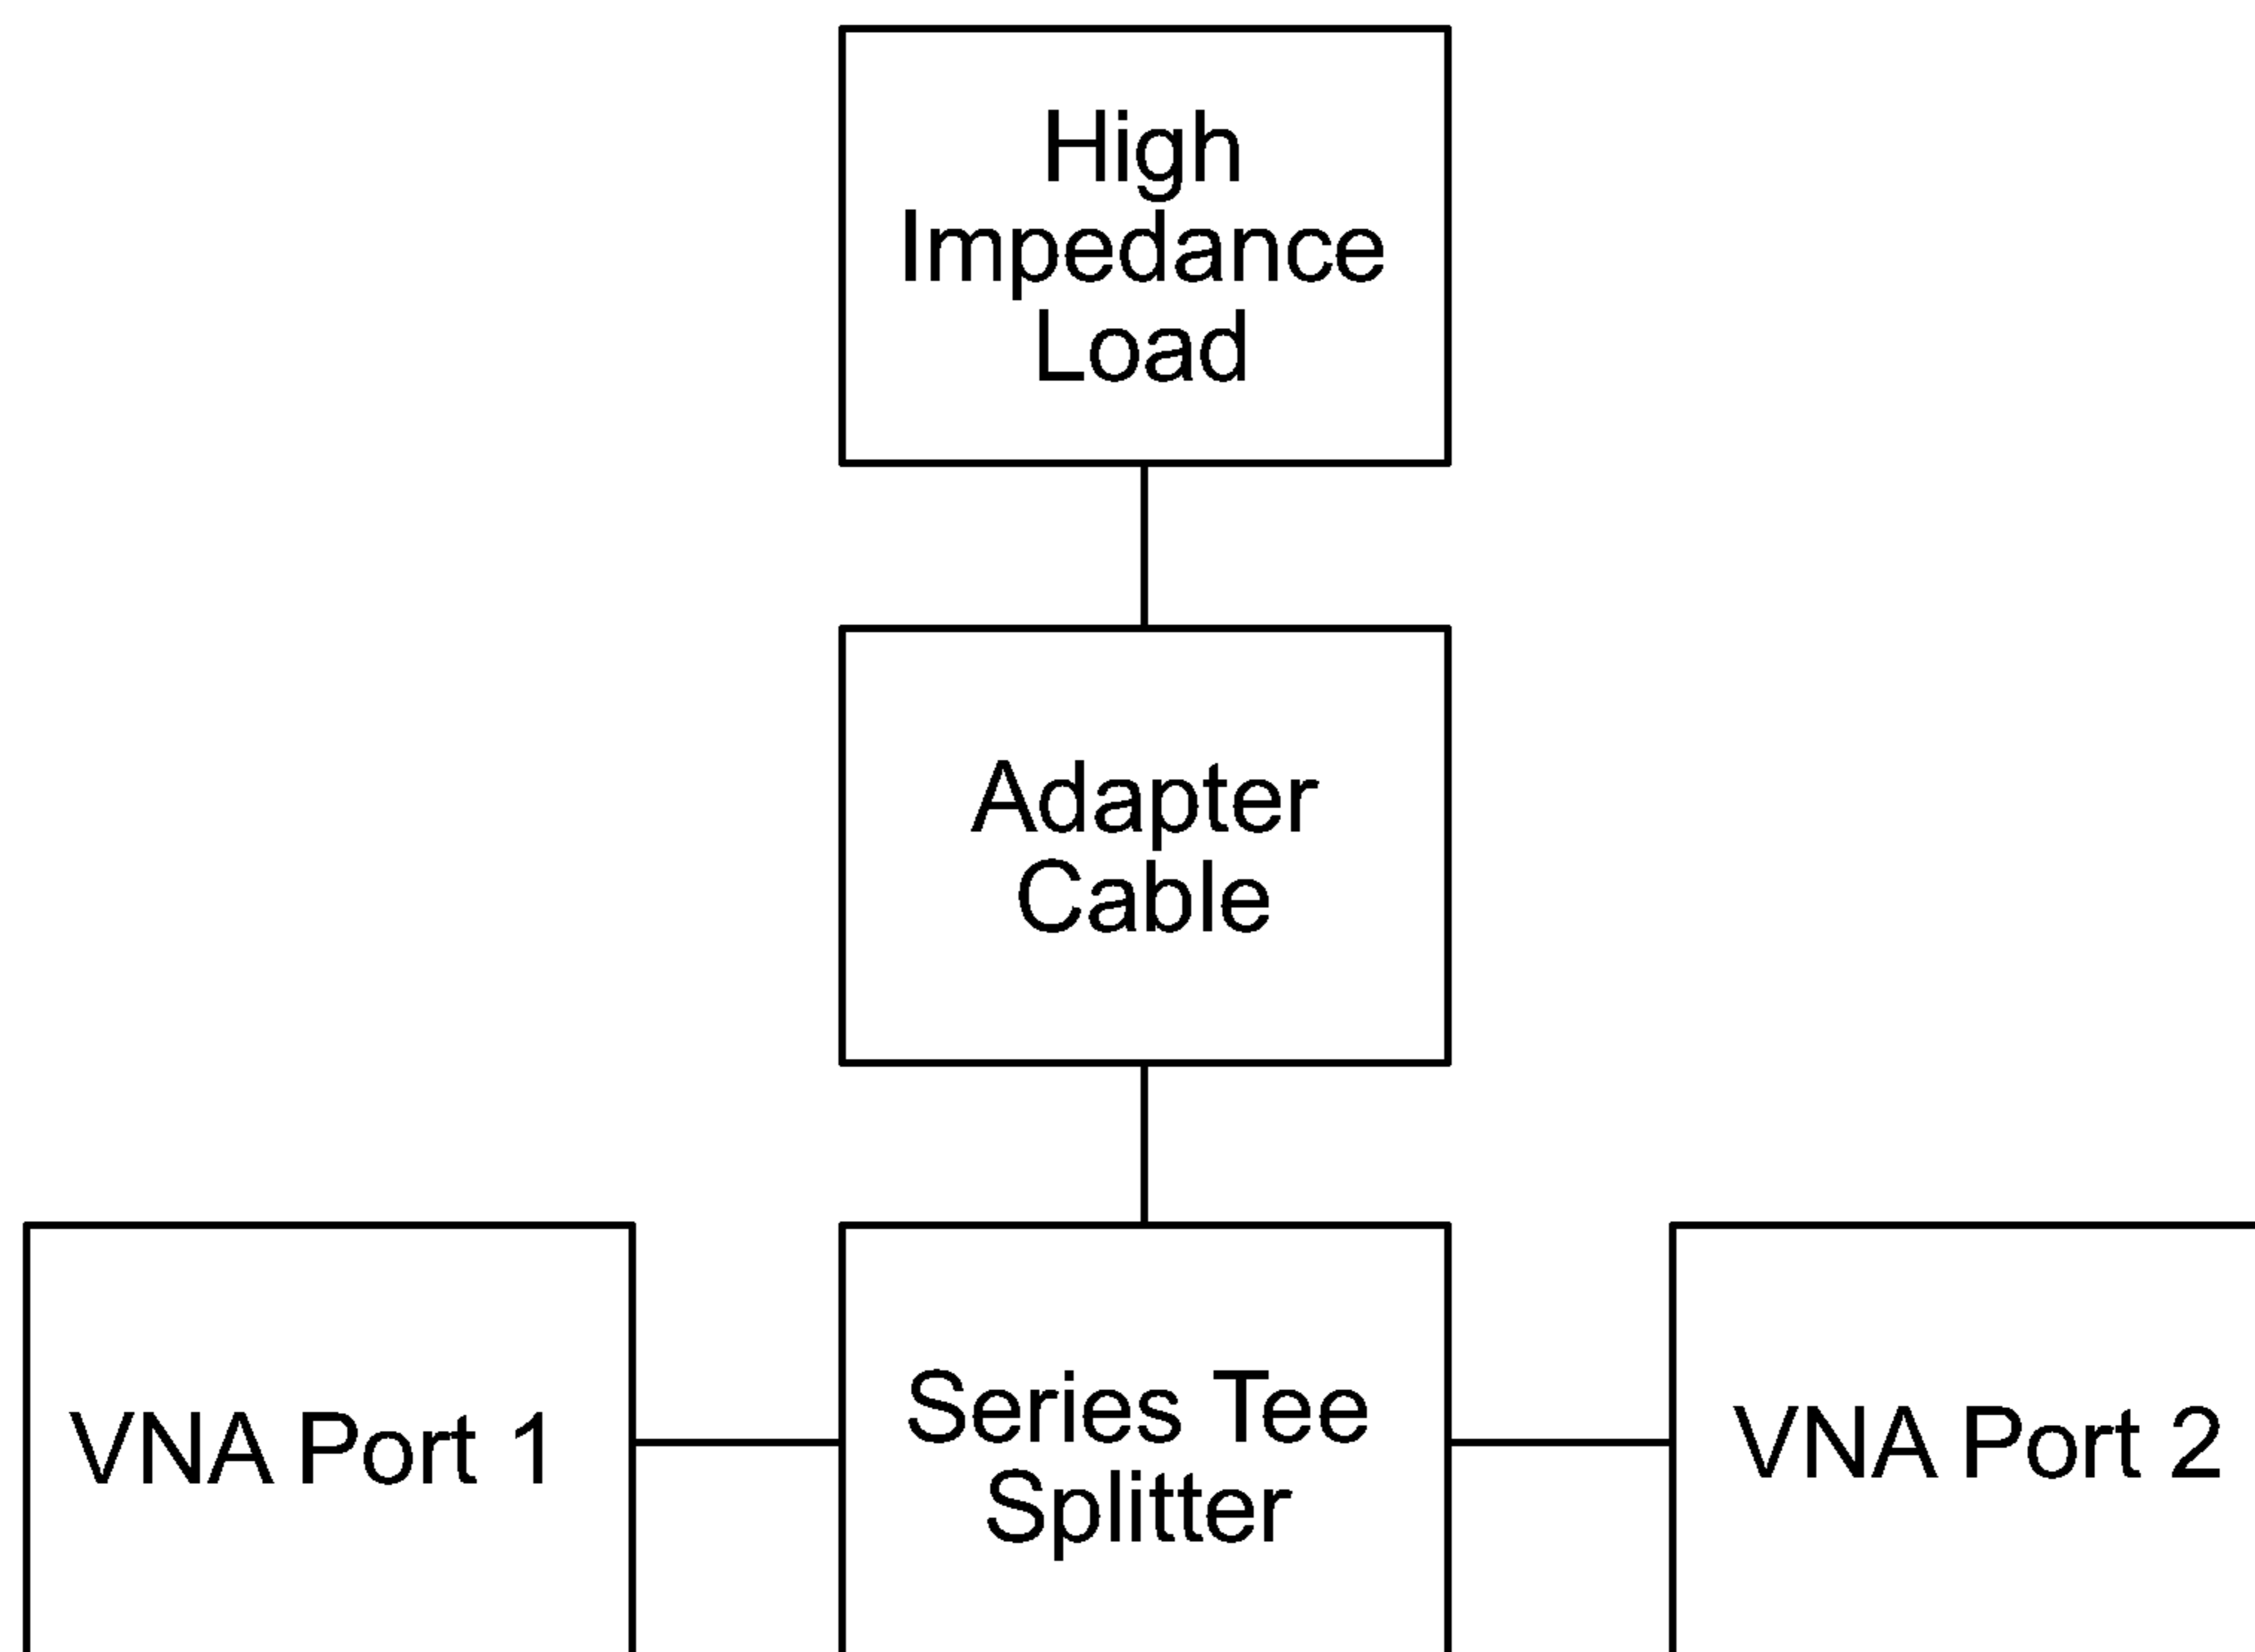 High
Impedance
Load
Adapter
Cable
VNA Port 1
Series Tee
Splitter
VNA Port 2